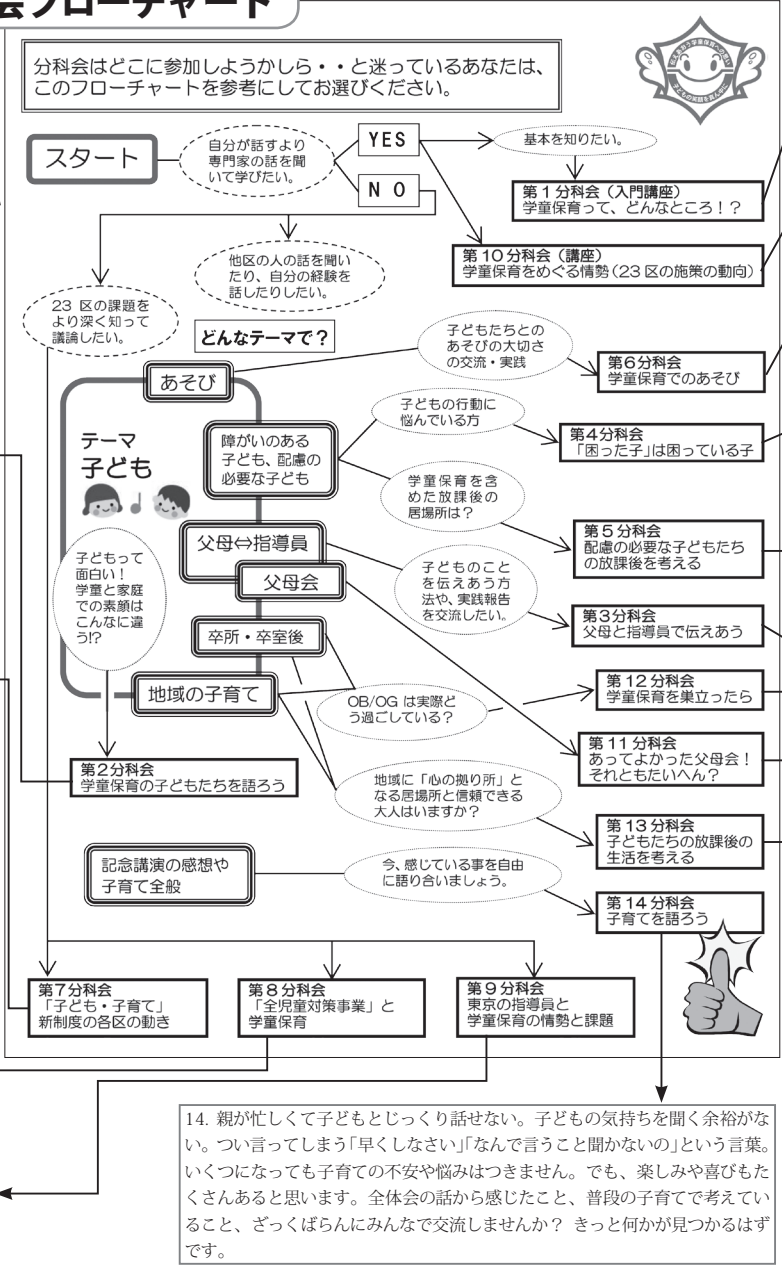 会フローチャート
分科会はどこに参加しようかしら・・と迷っているあなたは、
このフローチャートを参考にしてお選びください。
スタート
自分が話すより
専門家の話を聞
いて学びたい。
YES
NO
基本を知りたい。
第1分科会（入門講座）
学童保育って、どんなところ！？
第10分科会（講座）
学童保育をめぐる情勢（23区の施策の動向）
他区の人の話を聞い
たり、自分の経験を
話したりしたい。
23 区の課題を
より深く知って
議論したい。
どんなテーマで？
子どもたちとの
あそびの大切さ
の交流・実践
第6分科会
学童保育でのあそび
あそび
テーマ
子ども
障がいのある
子ども、配慮の
必要な子ども
子どもの行動に
悩んでいる方
第4分科会
「困った子」は困っている子
学童保育を含
めた放課後の
居場所は？
第5分科会
配慮の必要な子どもたち
の放課後を考える
父母⇔指導員
父母会
子どものこと
を伝えあう方
法や、実践報告
を交流したい。
第3分科会
父母と指導員で伝えあう
子どもって
面白い！
学童と家庭
での素顔は
こんなに違
う!?
卒所・卒室後
地域の子育て
OB/OG は実際ど
う過ごしている？
第12分科会
学童保育を巣立ったら
第11分科会
あってよかった父母会！
それともたいへん？
第2分科会
学童保育の子どもたちを語ろう
地域に「心の拠り所」と
なる居場所と信頼できる
大人はいますか？
第13分科会
子どもたちの放課後の
生活を考える
記念講演の感想や
子育て全般
今、感じている事を自由
に語り合いましょう。
第14分科会
子育てを語ろう
第7分科会
「子ども・子育て」
新制度の各区の動き
第8分科会
「全児童対策事業」と
学童保育
第9分科会
東京の指導員と
学童保育の情勢と課題
14. 親が忙しくて子どもとじっくり話せない。子どもの気持ちを聞く余裕がな
い。つい言ってしまう「早くしなさい」「なんで言うこと聞かないの」という言葉。
いくつになっても子育ての不安や悩みはつきません。でも、楽しみや喜びもた
くさんあると思います。全体会の話から感じたこと、普段の子育てで考えてい
ること、ざっくばらんにみんなで交流しませんか？ きっと何かが見つかるはず
です。